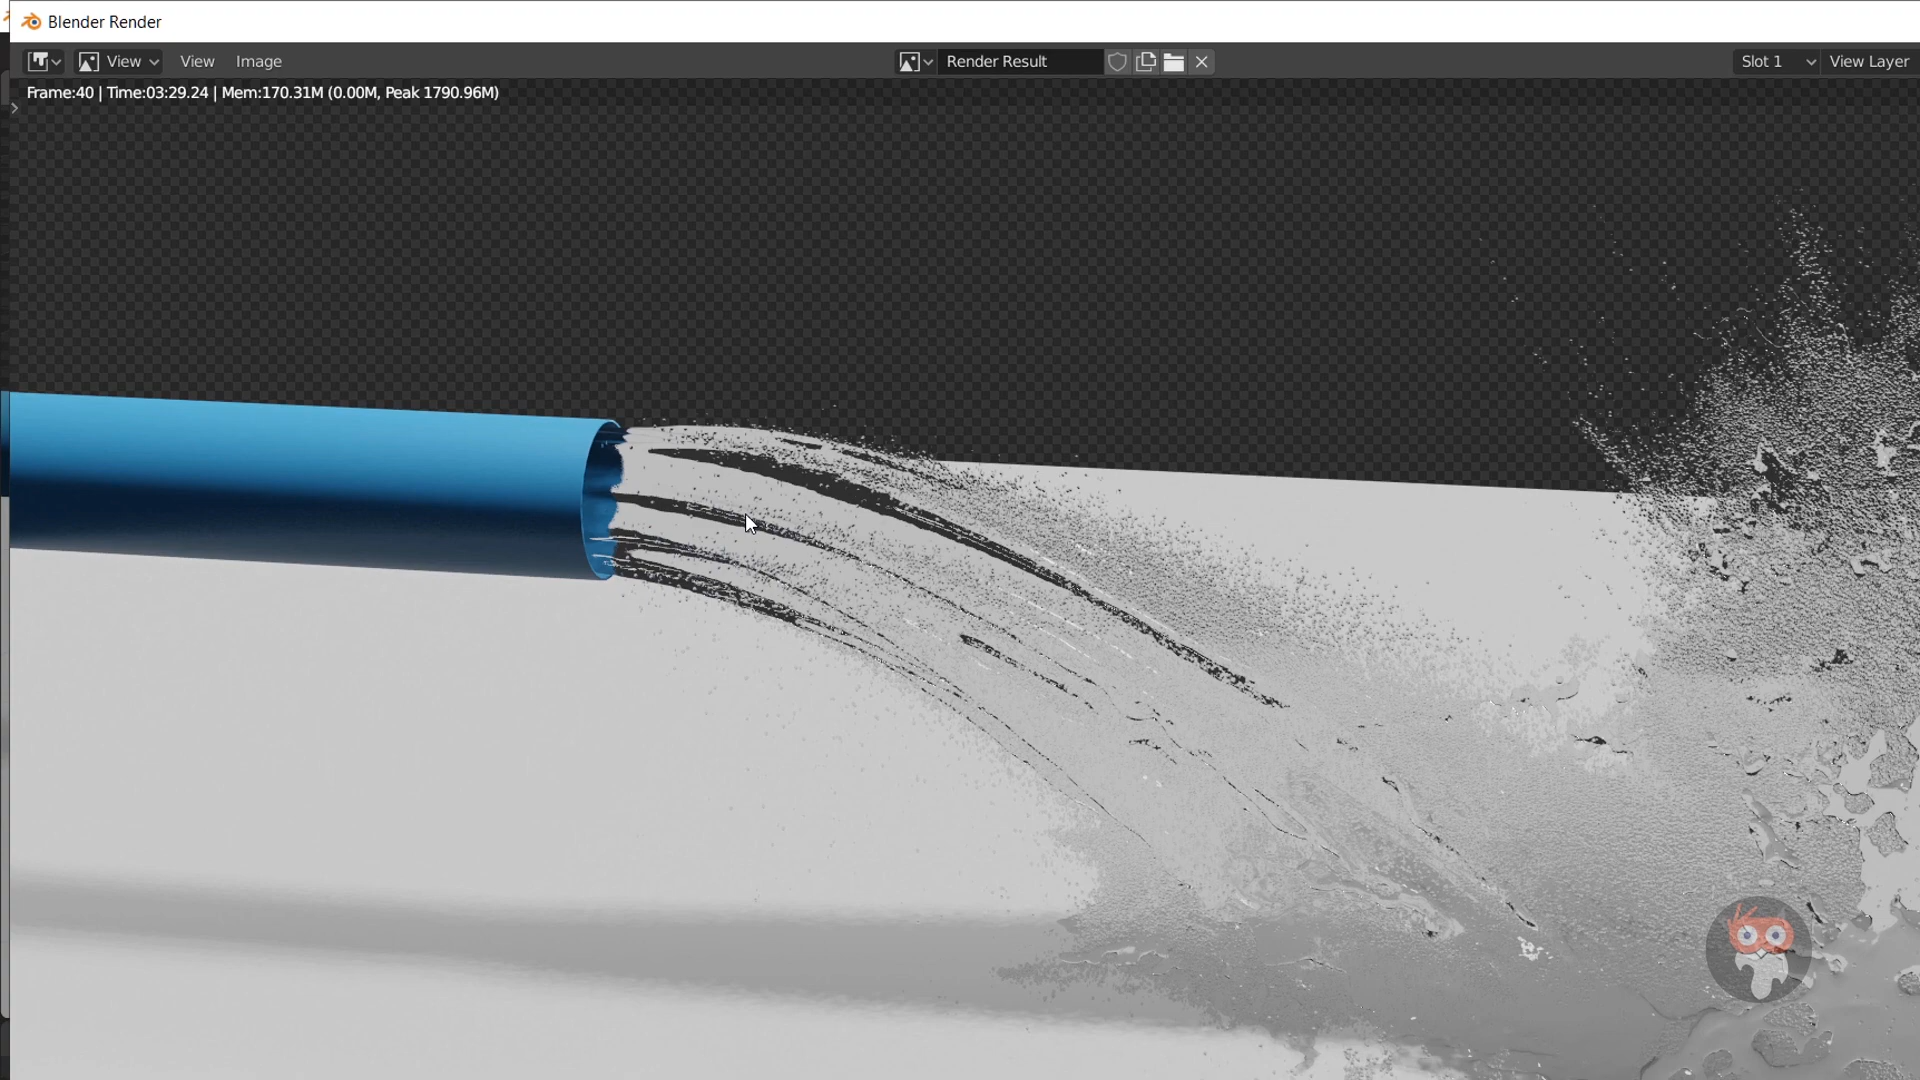 Blender Render
View View Image Render Result Slot 1 View Layer
Frame:40 | Time:03:29.24 | Mem:170.31M (0.00M, Peak 1790.96M)